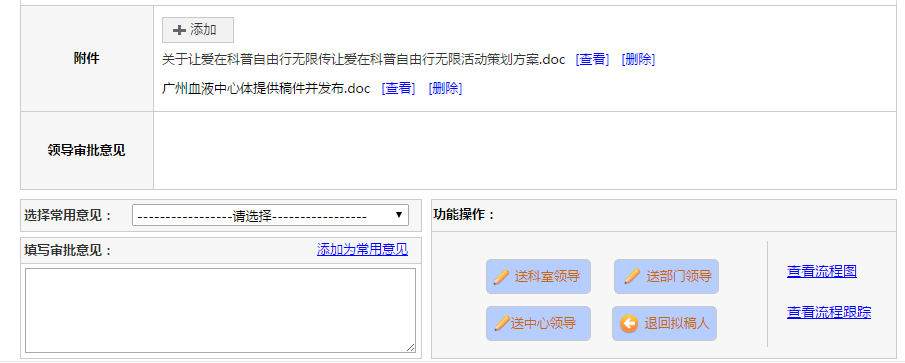 添加
附件
关于让爱在科普自由行无限传让爱在科普自由行无限活动策划方案.doc [查看] [删除]
广州血液中心体提供稿件并发布.doc [查看] [删除]
领导审批意见
选择常用意见： -----------------请选择-----------------
填写审批意见： 添加为常用意见
功能操作：
送科室领导 送部门领导
送中心领导 退回拟稿人
查看流程图
查看流程跟踪